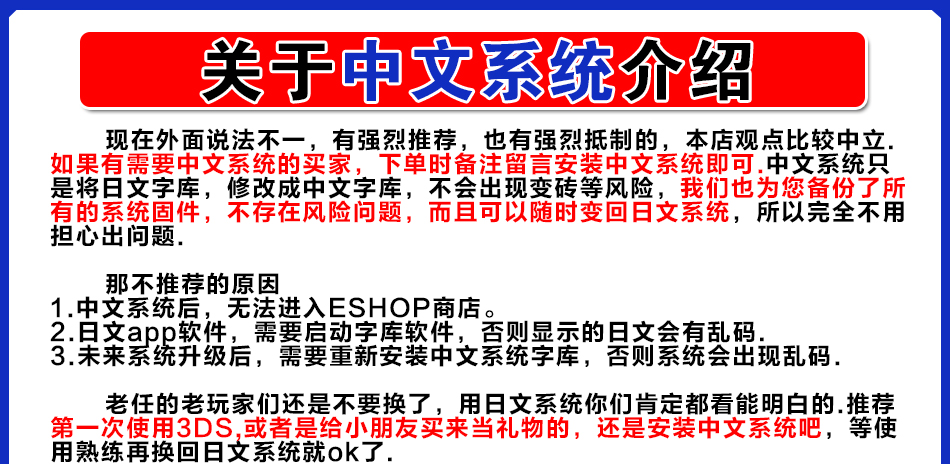 关于中文系统介绍
现在外面说法不一，有强烈推荐，也有强烈抵制的，本店观点比较中立.
如果有需要中文系统的买家，下单时备注留言安装中文系统即可.中文系统只
是将日文字库，修改成中文字库，不会出现变砖等风险，我们也为您备份了所
有的系统固件，不存在风险问题，而且可以随时变回日文系统，所以完全不用
担心出问题.
那不推荐的原因
1.中文系统后，无法进入ESHOP商店。
2.日文app软件，需要启动字库软件，否则显示的日文会有乱码.
3.未来系统升级后，需要重新安装中文系统字库，否则系统会出现乱码.
老任的老玩家们还是不要换了，用日文系统你们肯定都看能明白的.推荐
第一次使用3DS,或者是给小朋友买来当礼物的，还是安装中文系统吧，等使
用熟练再换回日文系统就ok了.